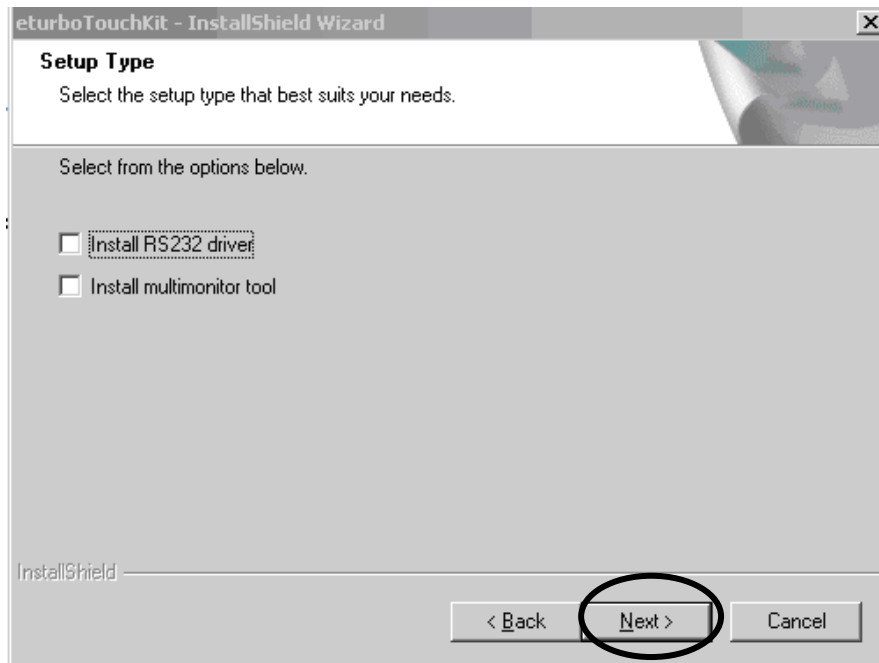 eturboTouchKit - InstallShield Wizard
Setup Type
Select the setup type that best suits your needs.
Select from the options below.
Install RS232 driver
Install multimonitor tool
InstallShield
< Back
Next >
Cancel